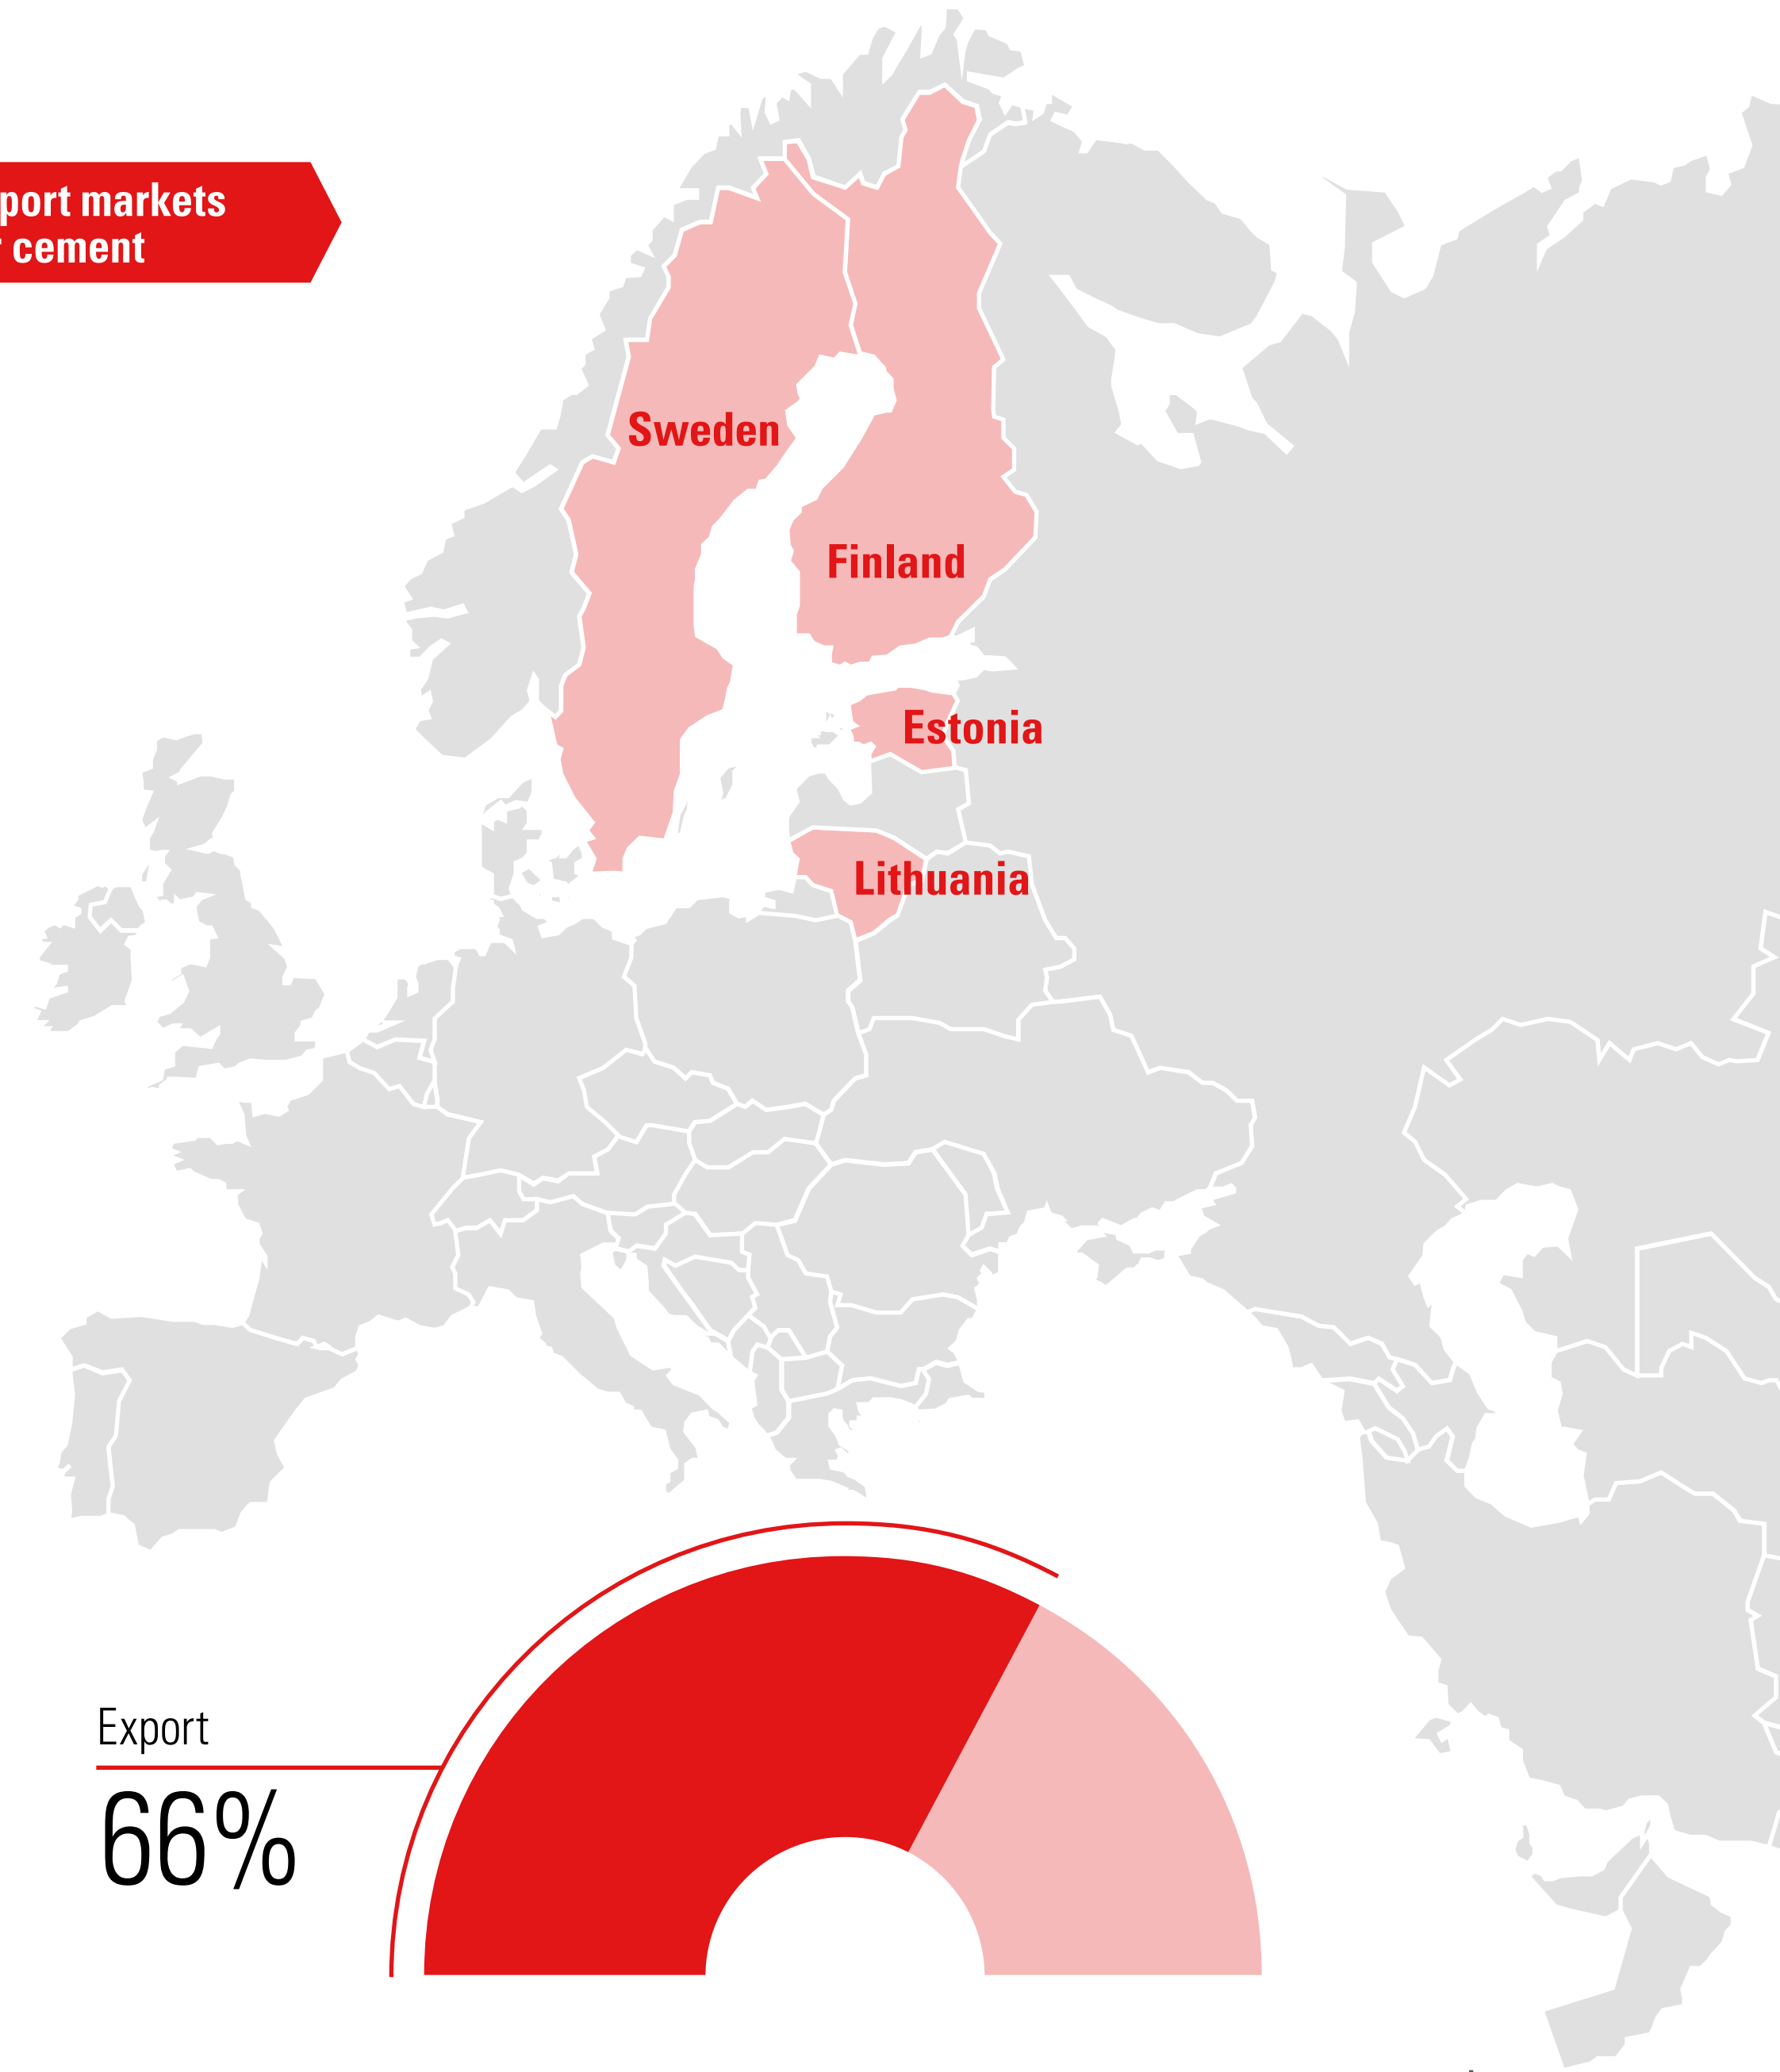 port markets
cement
Sweden
Finland
Estonia
Lithuania
Export
66%